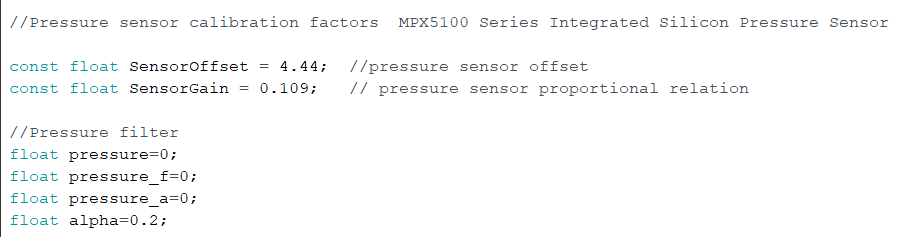 //Pressure sensor calibration factors  MPX5100 Series Integrated Silicon Pressure Sensor
const float SensorOffset = 4.44;  //pressure sensor offset
const float SensorGain = 0.109;   // pressure sensor proportional relation
//Pressure filter
float pressure=0;
float pressure_f=0;
float pressure_a=0;
float alpha=0.2;